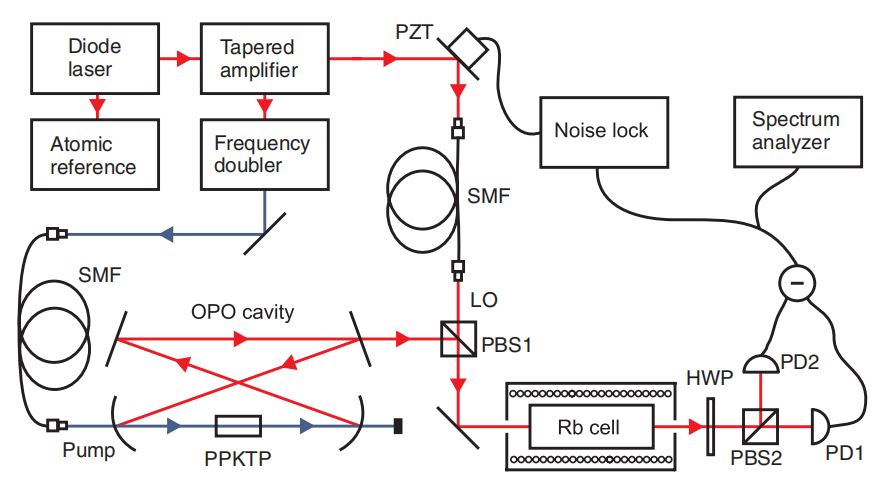 PZT
Diode
laser
Tapered
amplifier
Atomic
reference
Frequency
doubler
Noise lock
Spectrum
analyzer
SMF
SMF
OPO cavity
LO
PBS1
−
HWP
PD2
Rb cell
Pump
PPKTP
PBS2
PD1